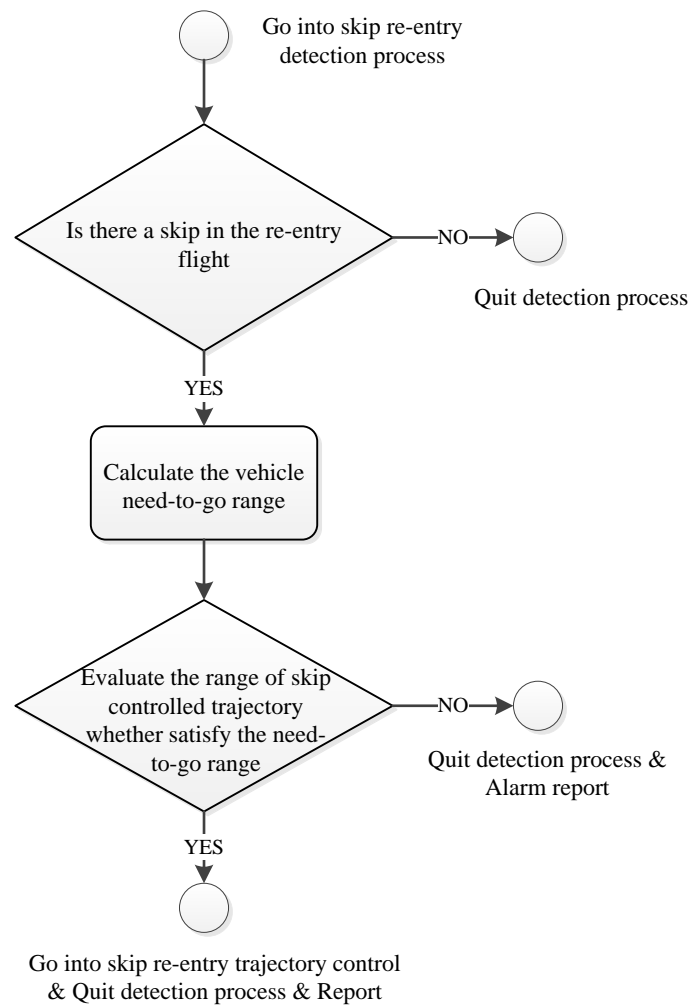 Go into skip re-entry
detection process
Is there a skip in the re-entry
flight
NO
Quit detection process
YES
Calculate the vehicle
need-to-go range
Evaluate the range of skip
controlled trajectory
whether satisfy the need-
to-go range
NO
Quit detection process &
Alarm report
YES
Go into skip re-entry trajectory control
& Quit detection process & Report